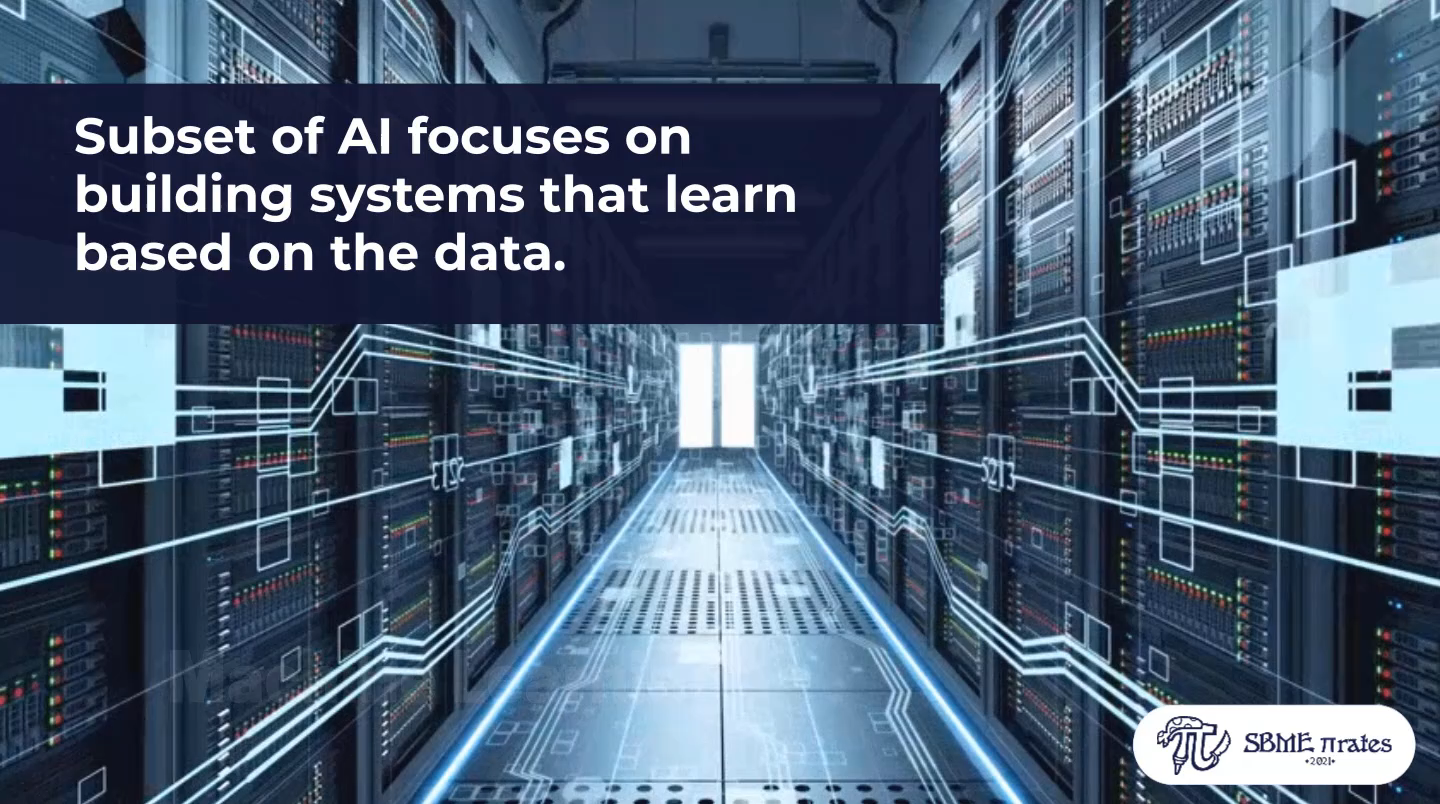 Subset of AI focuses on
building systems that learn
based on the data.
SBME πrates
•2021•